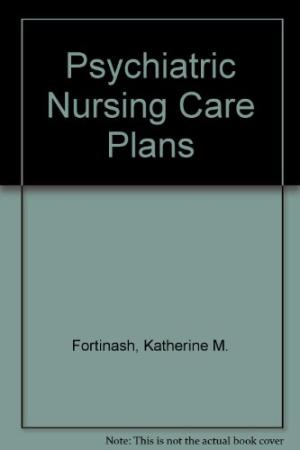 Psychiatric
Nursing Care
Plans
Fortinash, Katherine M.
Note: This is not the actual book cover